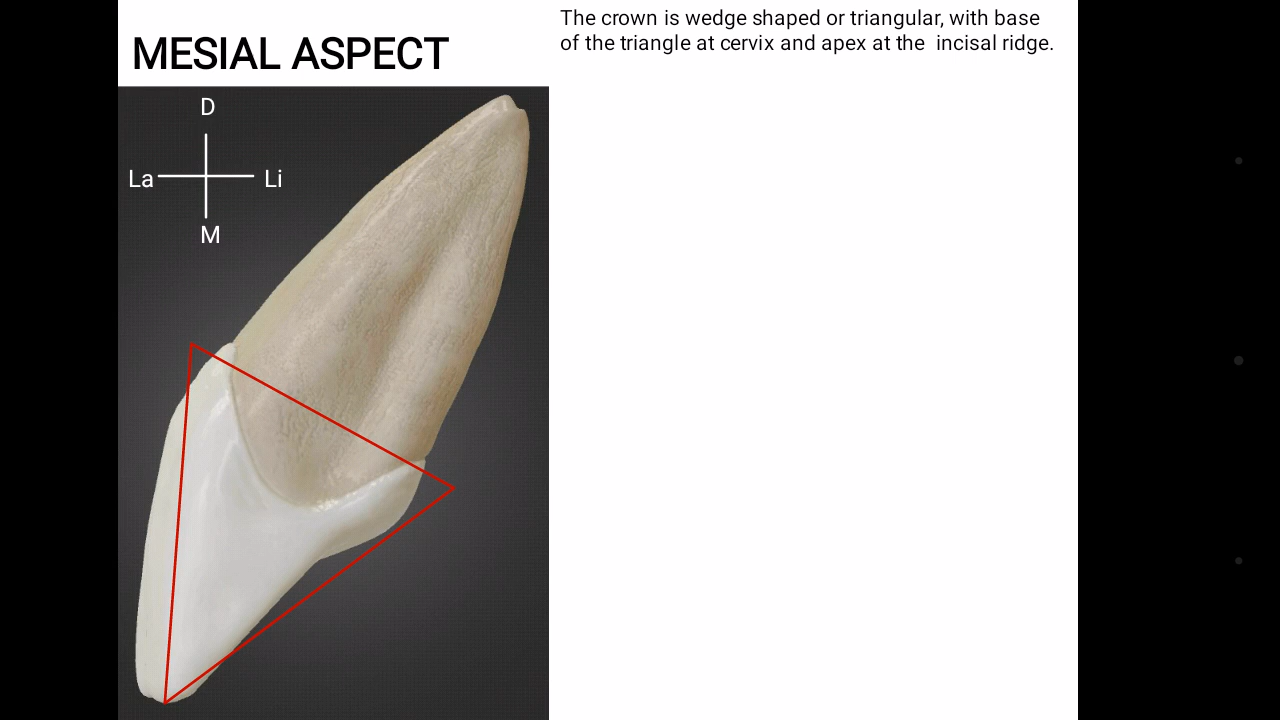 MESIAL ASPECT
The crown is wedge shaped or triangular, with base
of the triangle at cervix and apex at the incisal ridge.
D
La Li
M